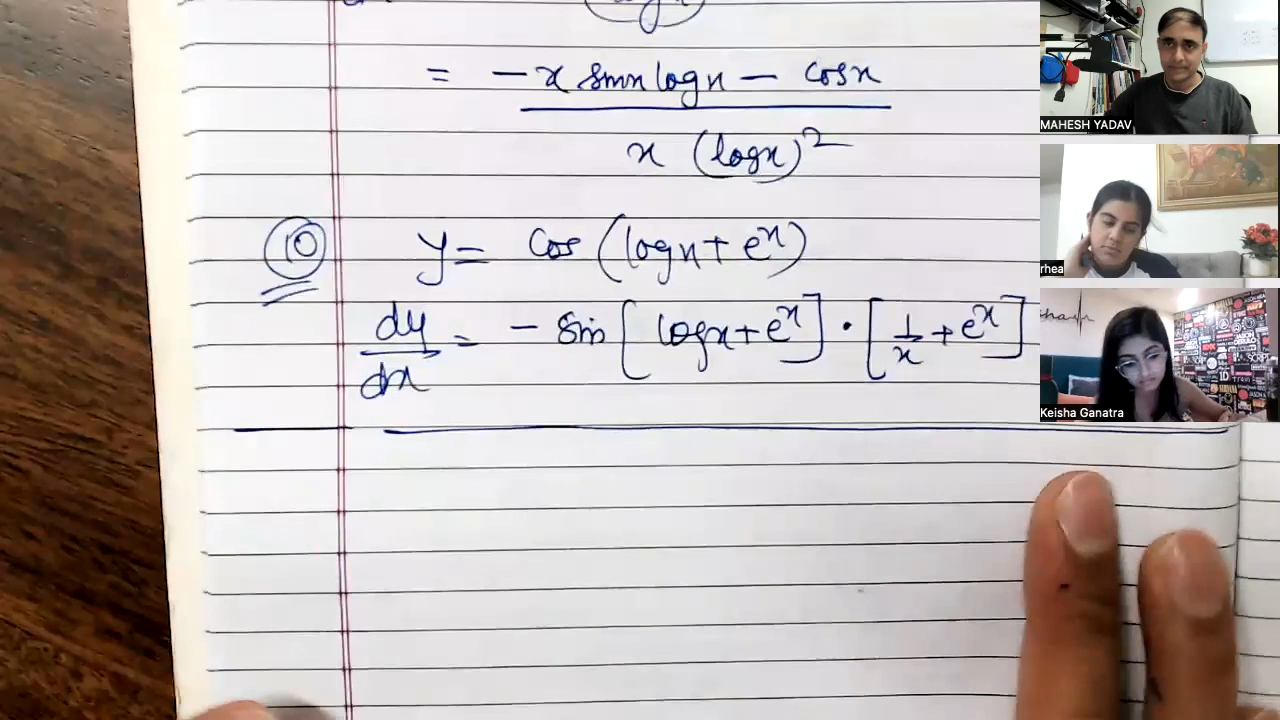 = -x sinx logx - cosx
x (logx)²
10 y = cos (logx + eˣ)
dy/dx = - sin [logx + eˣ] · [1/x + eˣ]
MAHESH YADAV
rhea
Keisha Ganatra